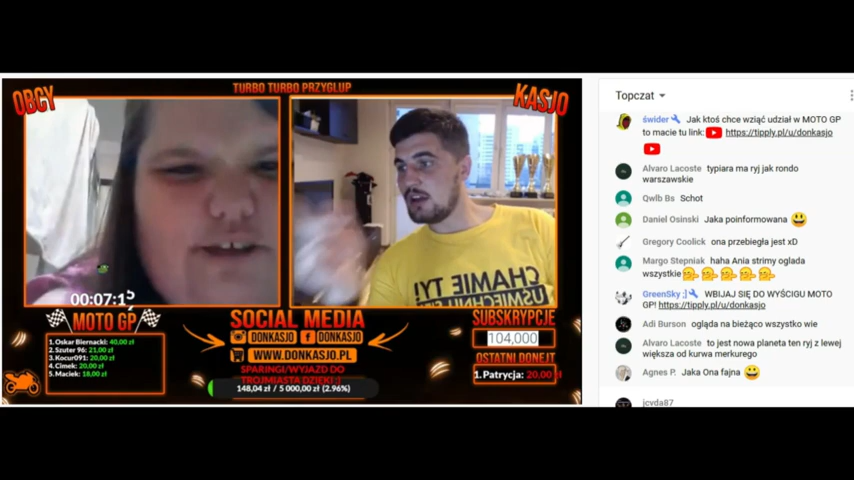 TURBO TURBO PRZYGŁUP
OBCY
KASJO
CHAMIE TY!
00:07:15
MOTO GP
1. Oskar Biernacki: 40,00 zł
2. Szuter 96: 21,00 zł
3. Kocur091: 20,00 zł
4. Cimek: 20,00 zł
5. Maciek: 18,00 zł
SOCIAL MEDIA
DONKASJO
DONKASJO
WWW.DONKASJO.PL
SPARINGI/WYJAZD DO
TROJMIASTA DZIĘKI ;)
148,04 zł / 5 000,00 zł (2.96%)
SUBSKRYPCJE
104,000
OSTATNI DONEJT
1. Patrycja: 20,00
Topczat
świder Jak ktoś chce wziąć udział w MOTO GP
to macie tu link: https://tipply.pl/u/donkasjo
Alvaro Lacoste typiara ma ryj jak rondo
warszawskie
Qwlb Bs Schot
Daniel Osinski Jaka poinformowana 😃
Gregory Coolick ona przebiegła jest xD
Margo Stepniak haha Ania strimy oglada
wszystkie
GreenSky ;] WBIJAJ SIĘ DO WYŚCIGU MOTO
GP! https://tipply.pl/u/donkasjo
Adi Burson ogląda na bieżąco wszystko wie
Alvaro Lacoste to jest nowa planeta ten ryj z lewej
większa od kurwa merkurego
Agnes P. Jaka Ona fajna 😃
jcvda87